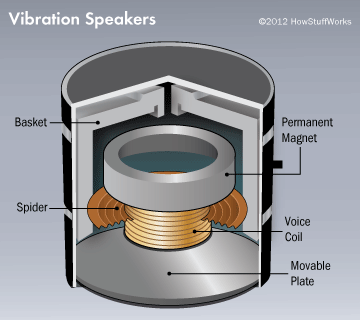 Vibration Speakers
©2012 HowStuffWorks
Basket
Permanent
Magnet
Spider
Voice
Coil
Movable
Plate